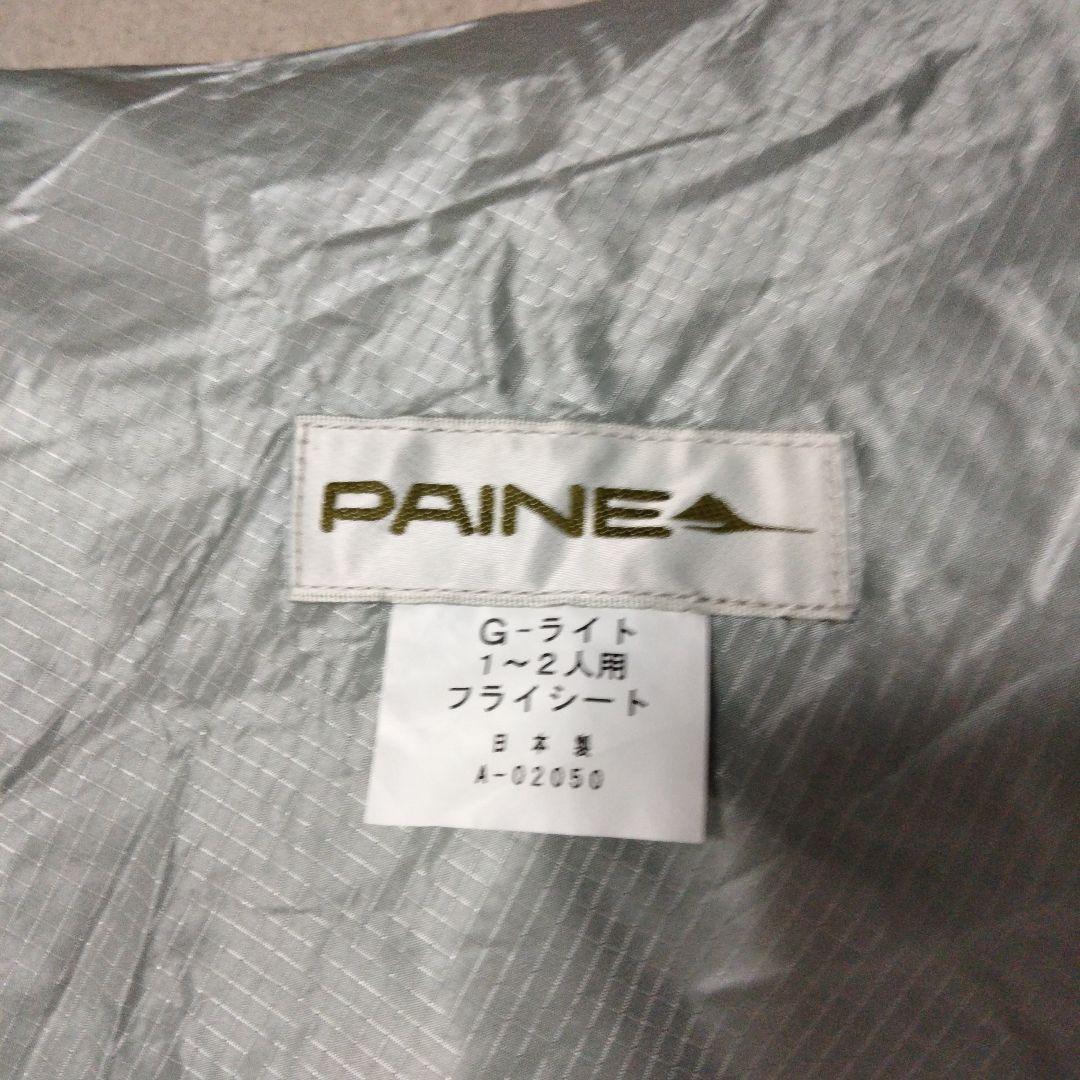 PAINE
G-ライト
1～2人用
フライシート
日本製
A-02050